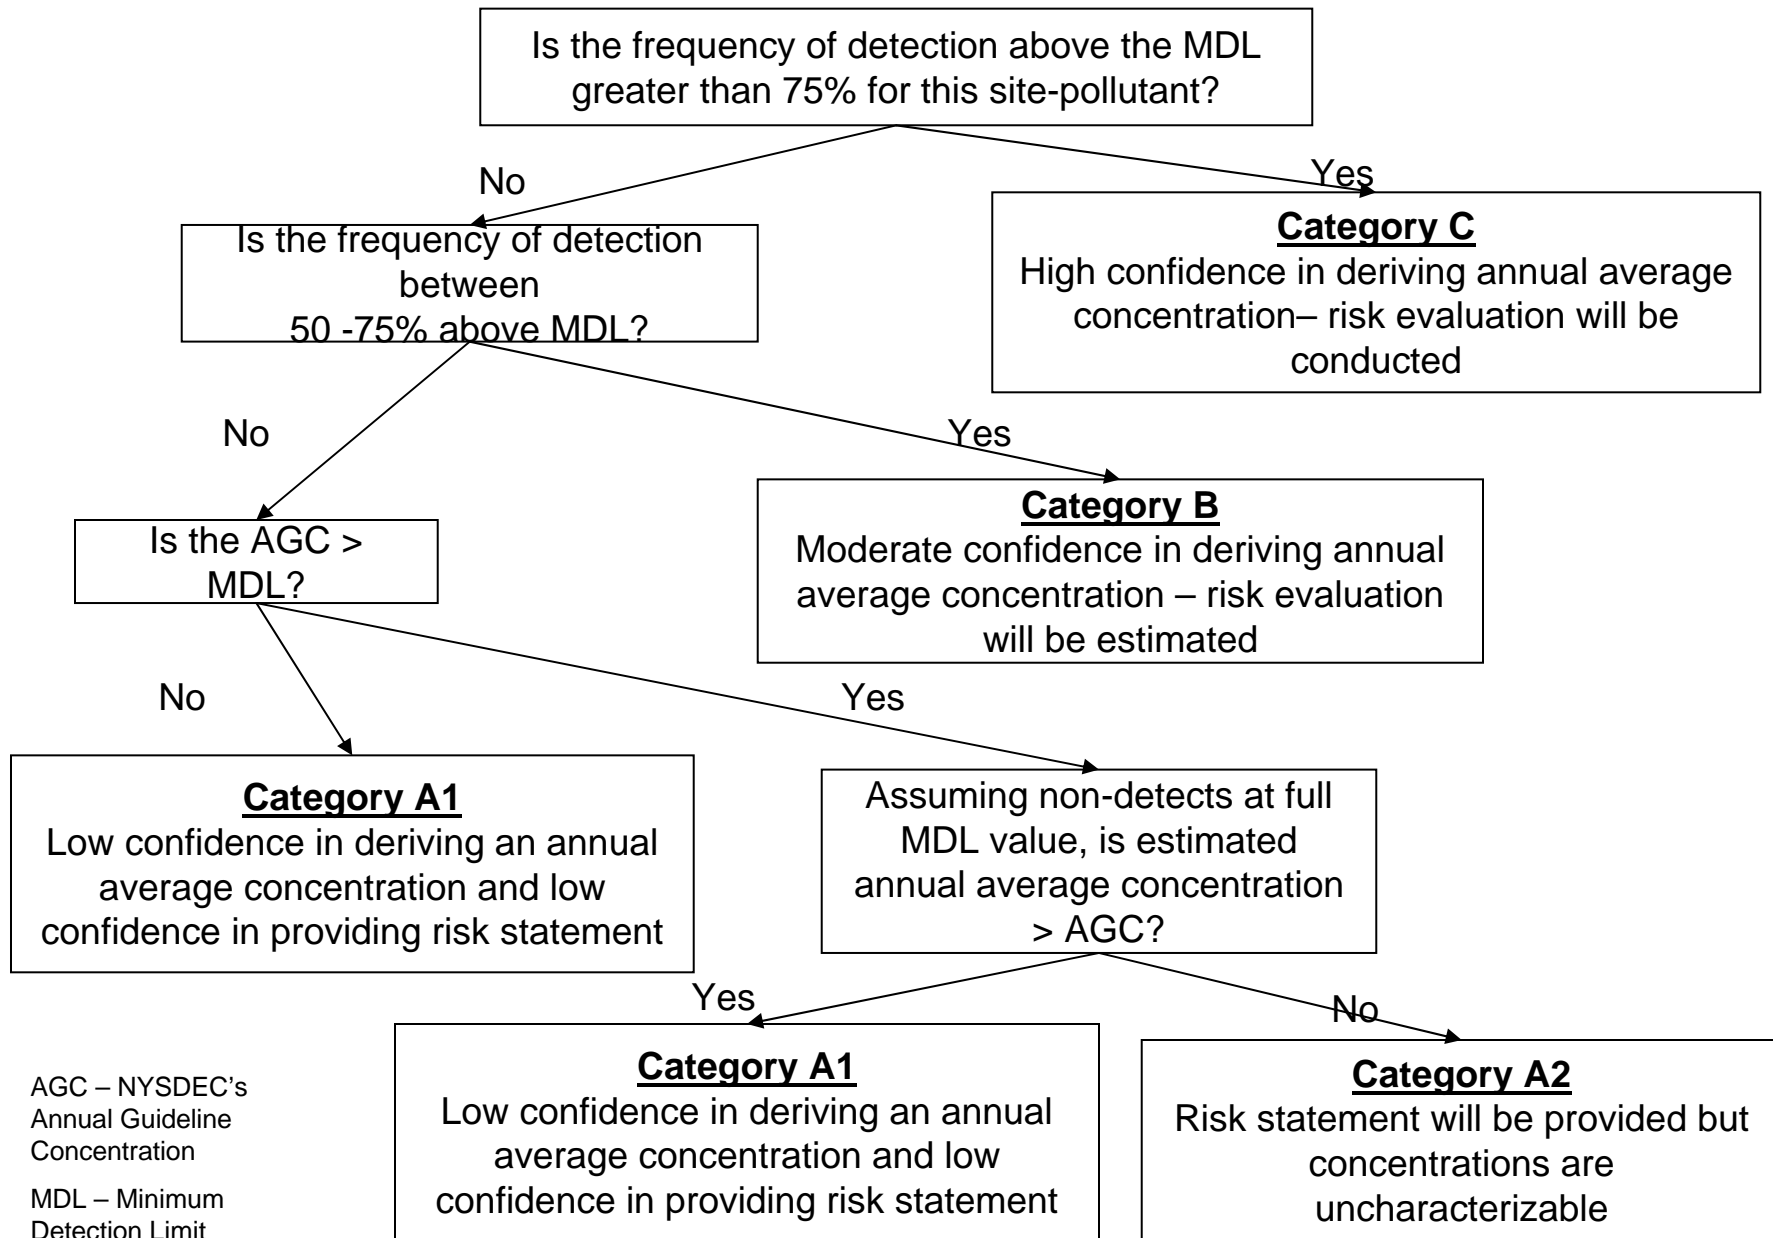 Is the frequency of detection above the MDL
greater than 75% for this site-pollutant?
No
Yes
Is the frequency of detection
between
50 -75% above MDL?
Category C
High confidence in deriving annual average
concentration– risk evaluation will be
conducted
No
Yes
Is the AGC >
MDL?
Category B
Moderate confidence in deriving annual
average concentration – risk evaluation
will be estimated
No
Yes
Category A1
Low confidence in deriving an annual
average concentration and low
confidence in providing risk statement
Assuming non-detects at full
MDL value, is estimated
annual average concentration
> AGC?
Yes
No
Category A1
Low confidence in deriving an annual
average concentration and low
confidence in providing risk statement
Category A2
Risk statement will be provided but
concentrations are
uncharacterizable
AGC – NYSDEC's
Annual Guideline
Concentration
MDL – Minimum
Detection Limit